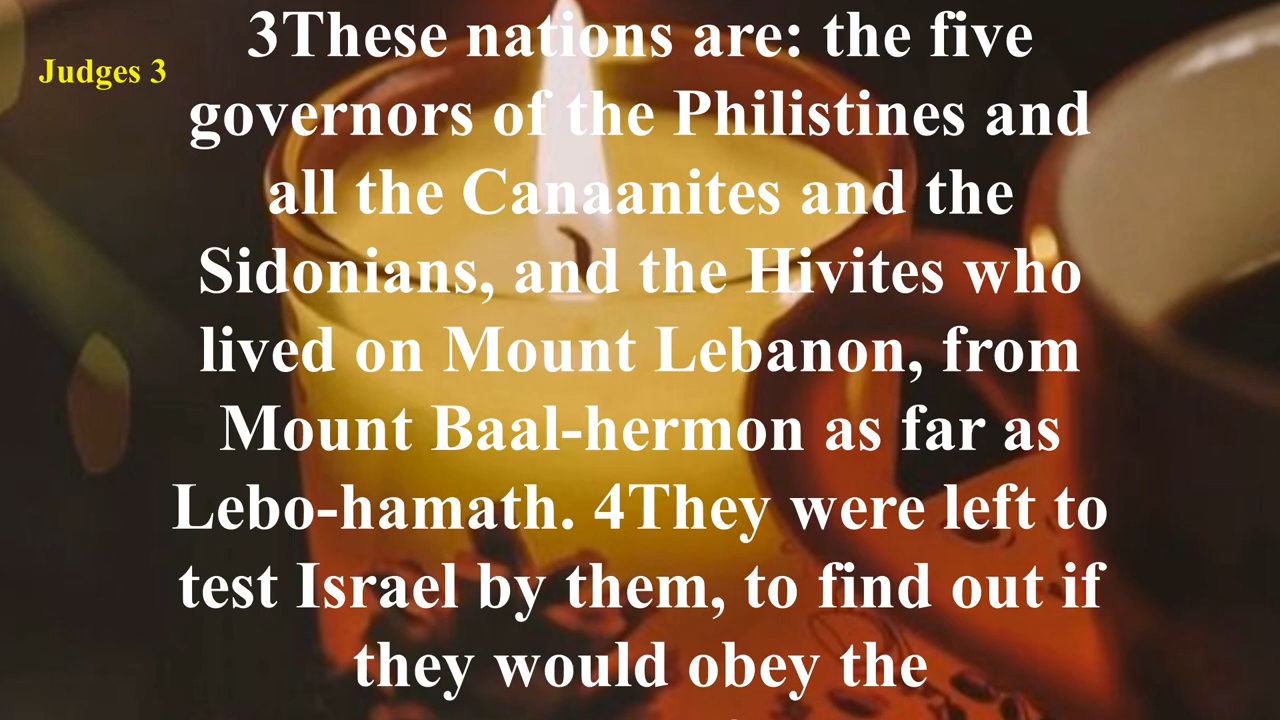 Judges 3
3These nations are: the five
governors of the Philistines and
all the Canaanites and the
Sidonians, and the Hivites who
lived on Mount Lebanon, from
Mount Baal-hermon as far as
Lebo-hamath. 4They were left to
test Israel by them, to find out if
they would obey the